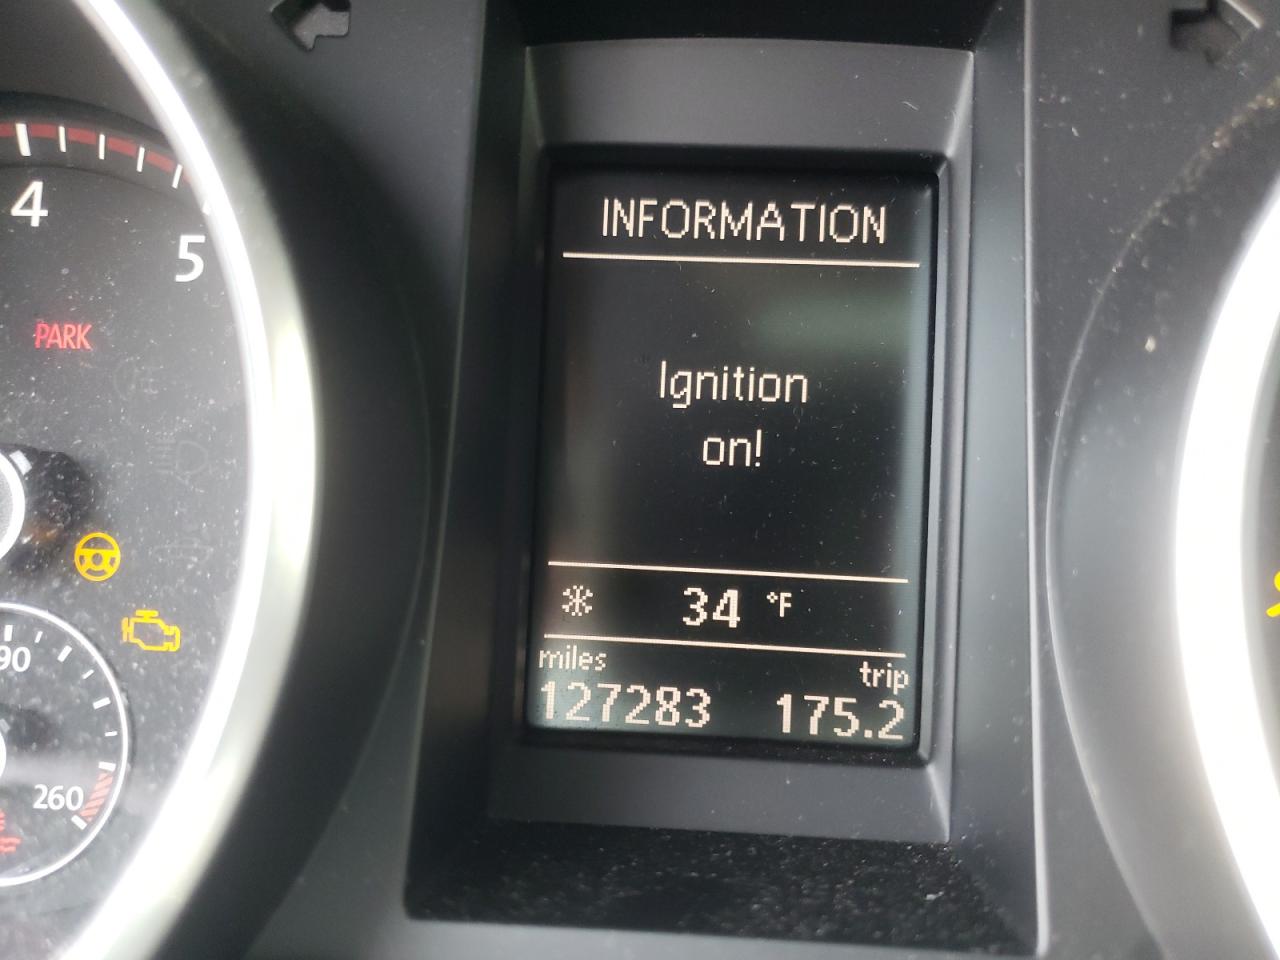 4
5
PARK
90
260
INFORMATION
Ignition
on!
34 °F
miles trip
127283 175.2